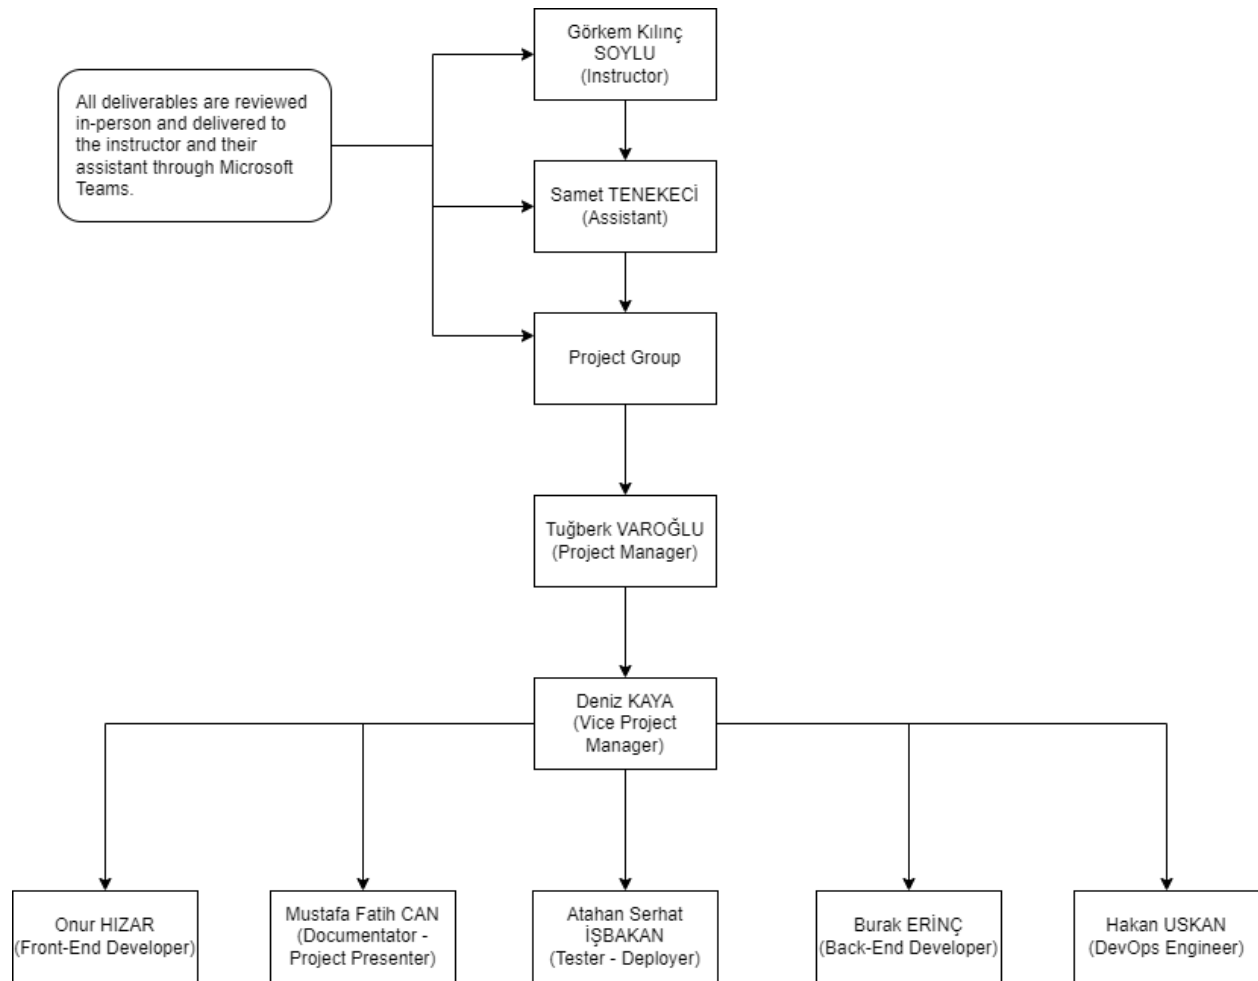 Görkem Kılınç
SOYLU
(Instructor)
All deliverables are reviewed
in-person and delivered to
the instructor and their
assistant through Microsoft
Teams.
Samet TENEKECİ
(Assistant)
Project Group
Tuğberk VAROĞLU
(Project Manager)
Deniz KAYA
(Vice Project
Manager)
Onur HIZAR
(Front-End Developer)
Mustafa Fatih CAN
(Documentator -
Project Presenter)
Atahan Serhat
İŞBAKAN
(Tester - Deployer)
Burak ERİNÇ
(Back-End Developer)
Hakan USKAN
(DevOps Engineer)